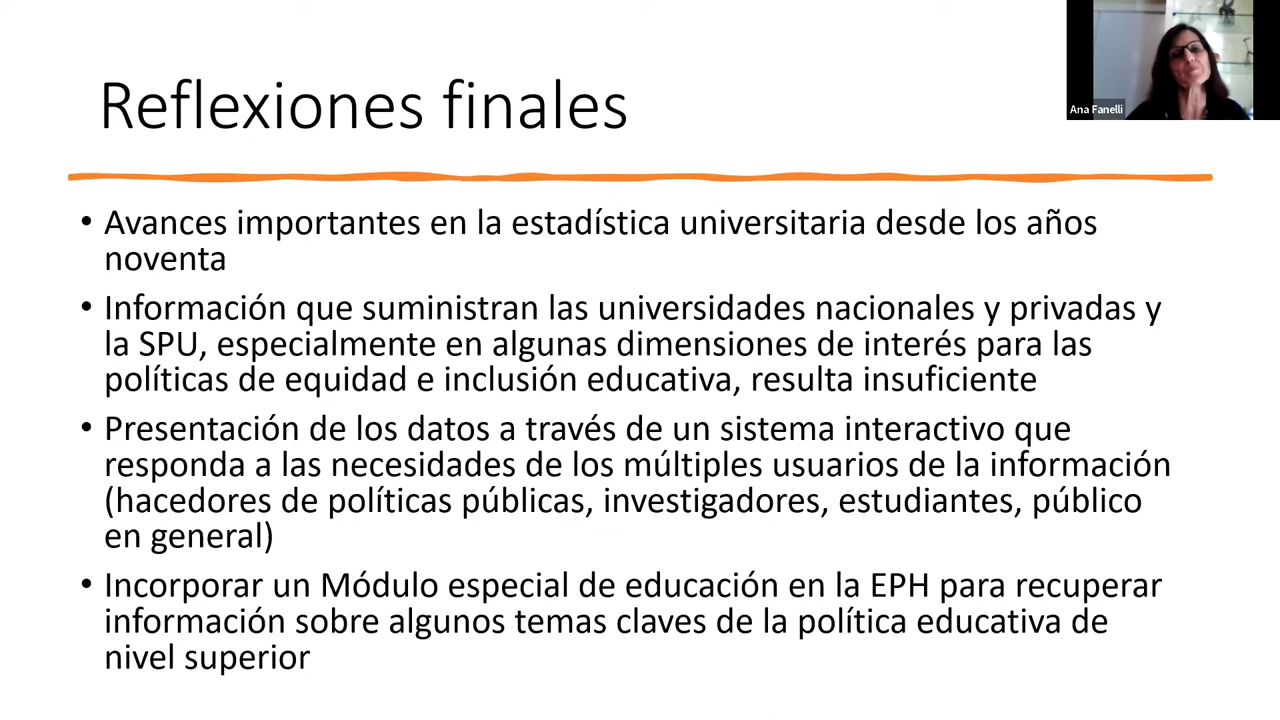 Reflexiones finales
Ana Fanelli
• Avances importantes en la estadística universitaria desde los años
noventa
• Información que suministran las universidades nacionales y privadas y
la SPU, especialmente en algunas dimensiones de interés para las
políticas de equidad e inclusión educativa, resulta insuficiente
• Presentación de los datos a través de un sistema interactivo que
responda a las necesidades de los múltiples usuarios de la información
(hacedores de políticas públicas, investigadores, estudiantes, público
en general)
• Incorporar un Módulo especial de educación en la EPH para recuperar
información sobre algunos temas claves de la política educativa de
nivel superior